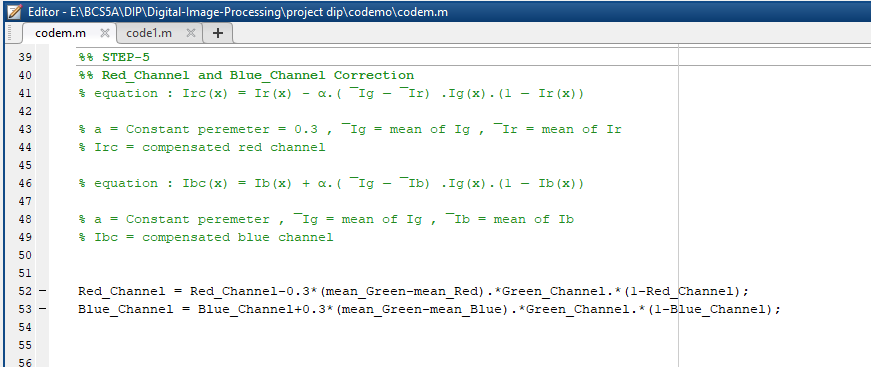 Editor - E:\BCS5A\DIP\Digital-Image-Processing\project dip\codemo\codem.m
codem.m × code1.m × +
39 %% STEP-5
40 %% Red_Channel and Blue_Channel Correction
41 % equation : Irc(x) = Ir(x) − α.( ¯Ig − ¯Ir) .Ig(x).(1 − Ir(x))
42
43 % a = Constant peremeter = 0.3 , ¯Ig = mean of Ig , ¯Ir = mean of Ir
44 % Irc = compensated red channel
45
46 % equation : Ibc(x) = Ib(x) + α.( ¯Ig − ¯Ib) .Ig(x).(1 − Ib(x))
47
48 % a = Constant peremeter , ¯Ig = mean of Ig , ¯Ib = mean of Ib
49 % Ibc = compensated blue channel
50
51
52 − Red_Channel = Red_Channel-0.3*(mean_Green-mean_Red).*Green_Channel.*(1-Red_Channel);
53 − Blue_Channel = Blue_Channel+0.3*(mean_Green-mean_Blue).*Green_Channel.*(1-Blue_Channel);
54
55
56